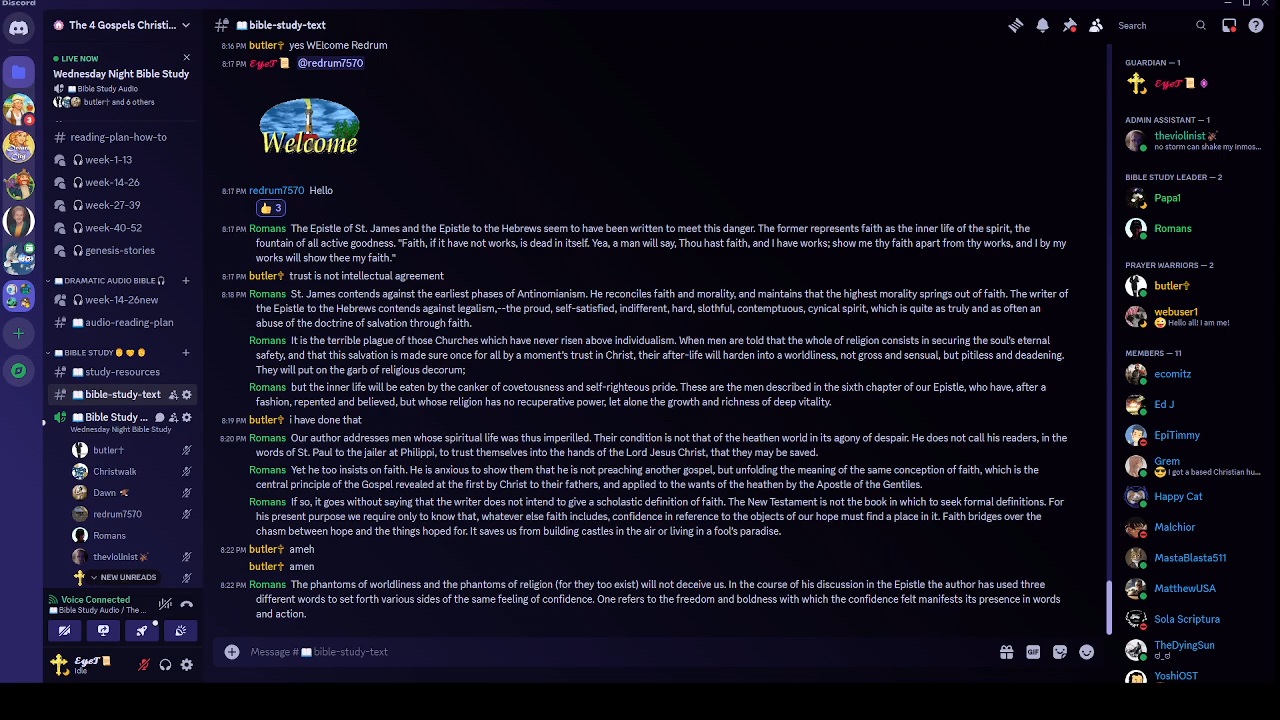 Discord
The 4 Gospels Christi...
📖bible-study-text
Search
LIVE NOW
Wednesday Night Bible Study
📖 Bible Study Audio
butler✝ and 6 others
reading-plan-how-to
week-1-13
week-14-26
week-27-39
week-40-52
genesis-stories
📖DRAMATIC AUDIO BIBLE🎧
week-14-26new
📖audio-reading-plan
📖BIBLE STUDY
study-resources
📖bible-study-text
📖Bible Study ...
Wednesday Night Bible Study
butler✝
Christwalk
Dawn
redrum7570
Romans
theviolinist
NEW UNREADS
Voice Connected
📖Bible Study Audio / The ...
EyeT📜
Idle
8:16 PM butler✝ yes WElcome Redrum
8:17 PM EyeT📜 @redrum7570
Welcome
8:17 PM redrum7570 Hello
👍 3
8:17 PM Romans The Epistle of St. James and the Epistle to the Hebrews seem to have been written to meet this danger. The former represents faith as the inner life of the spirit, the
fountain of all active goodness. "Faith, if it have not works, is dead in itself. Yea, a man will say, Thou hast faith, and I have works; show me thy faith apart from thy works, and I by my
works will show thee my faith."
8:17 PM butler✝ trust is not intellectual agreement
8:18 PM Romans St. James contends against the earliest phases of Antinomianism. He reconciles faith and morality, and maintains that the highest morality springs out of faith. The writer of
the Epistle to the Hebrews contends against legalism,--the proud, self-satisfied, indifferent, hard, slothful, contemptuous, cynical spirit, which is quite as truly and as often an
abuse of the doctrine of salvation through faith.
Romans It is the terrible plague of those Churches which have never risen above individualism. When men are told that the whole of religion consists in securing the soul's eternal
safety, and that this salvation is made sure once for all by a moment's trust in Christ, their after-life will harden into a worldliness, not gross and sensual, but pitiless and deadening.
They will put on the garb of religious decorum;
Romans but the inner life will be eaten by the canker of covetousness and self-righteous pride. These are the men described in the sixth chapter of our Epistle, who have, after a
fashion, repented and believed, but whose religion has no recuperative power, let alone the growth and richness of deep vitality.
8:19 PM butler✝ i have done that
8:20 PM Romans Our author addresses men whose spiritual life was thus imperilled. Their condition is not that of the heathen world in its agony of despair. He does not call his readers, in the
words of St. Paul to the jailer at Philippi, to trust themselves into the hands of the Lord Jesus Christ, that they may be saved.
Romans Yet he too insists on faith. He is anxious to show them that he is not preaching another gospel, but unfolding the meaning of the same conception of faith, which is the
central principle of the Gospel revealed at the first by Christ to their fathers, and applied to the wants of the heathen by the Apostle of the Gentiles.
Romans If so, it goes without saying that the writer does not intend to give a scholastic definition of faith. The New Testament is not the book in which to seek formal definitions. For
his present purpose we require only to know that, whatever else faith includes, confidence in reference to the objects of our hope must find a place in it. Faith bridges over the
chasm between hope and the things hoped for. It saves us from building castles in the air or living in a fool's paradise.
8:22 PM butler✝ ameh
butler✝ amen
8:22 PM Romans The phantoms of worldliness and the phantoms of religion (for they too exist) will not deceive us. In the course of his discussion in the Epistle the author has used three
different words to set forth various sides of the same feeling of confidence. One refers to the freedom and boldness with which the confidence felt manifests its presence in words
and action.
Message #📖bible-study-text
GIF
GUARDIAN — 1
EyeT📜
ADMIN ASSISTANT — 1
theviolinist
no storm can shake my inmos...
BIBLE STUDY LEADER — 2
Papa1
Romans
PRAYER WARRIORS — 2
butler✝
webuser1
Hello all! I am me!
MEMBERS — 11
ecomitz
Ed J
EpiTimmy
Grem
I got a based Christian hu...
Happy Cat
Malchior
MastaBlasta511
MatthewUSA
Sola Scriptura
TheDyingSun
YoshiOST